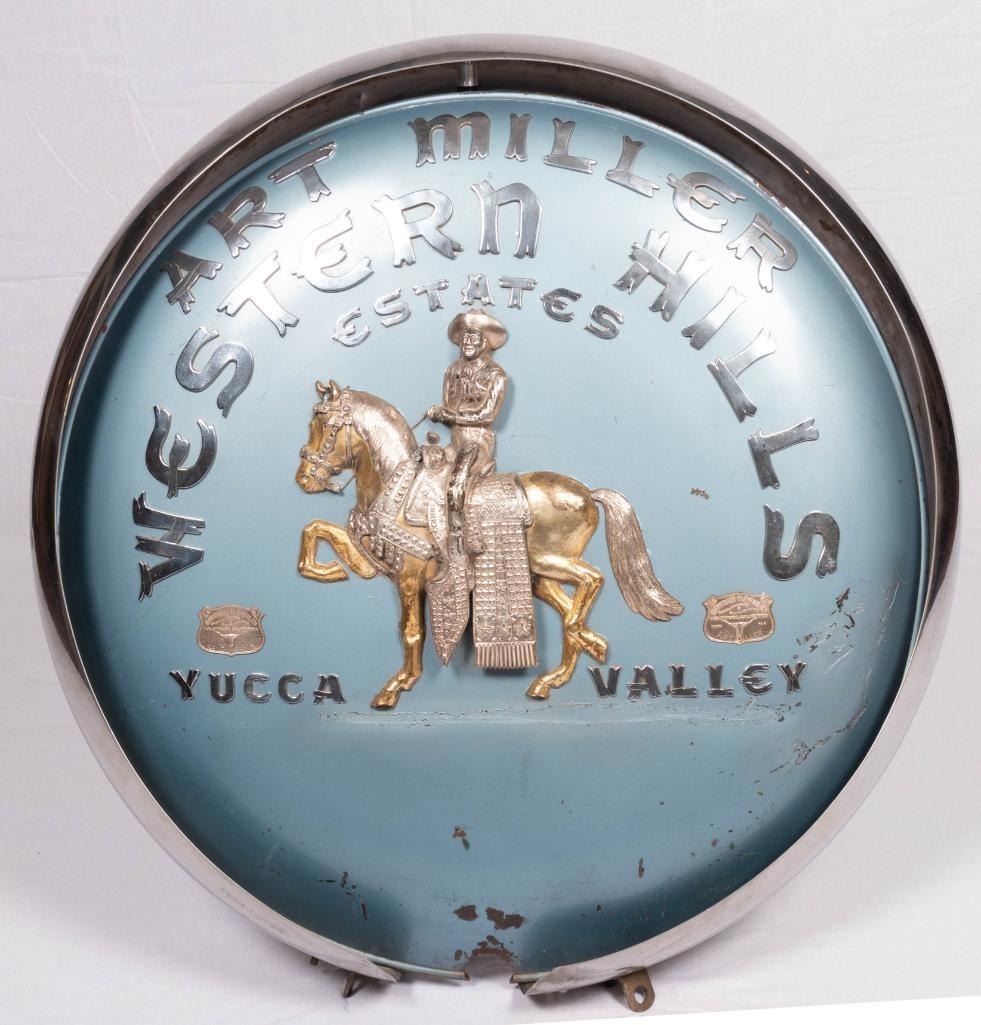 ART MILLER
WESTERN HILLS
ESTATES
YUCCA VALLEY